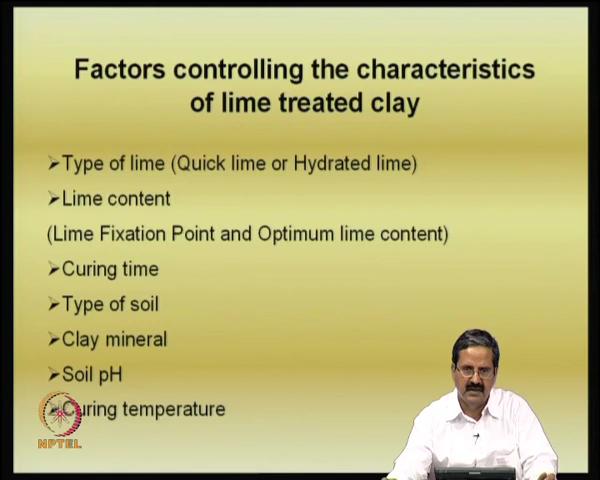 Factors controlling the characteristics
of lime treated clay
➢Type of lime (Quick lime or Hydrated lime)
➢Lime content
(Lime Fixation Point and Optimum lime content)
➢Curing time
➢Type of soil
➢Clay mineral
➢Soil pH
➢Curing temperature
NPTEL